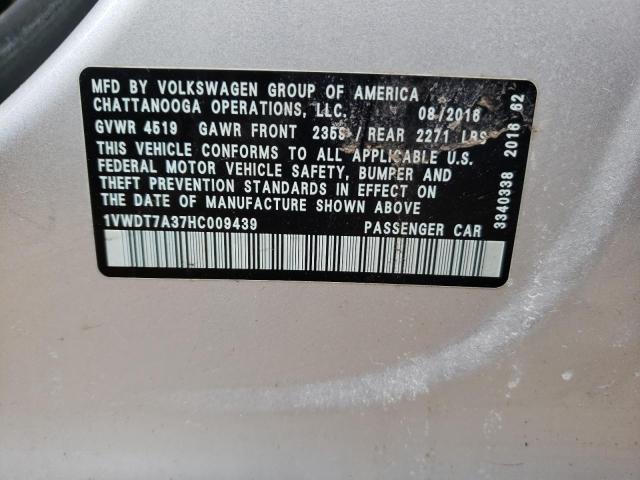 MFD BY VOLKSWAGEN GROUP OF AMERICA
CHATTANOOGA OPERATIONS, LLC. 08/2016
GVWR 4519 GAWR FRONT 2358 / REAR 2271 LBS
THIS VEHICLE CONFORMS TO ALL APPLICABLE U.S.
FEDERAL MOTOR VEHICLE SAFETY, BUMPER AND
THEFT PREVENTION STANDARDS IN EFFECT ON
THE DATE OF MANUFACTURE SHOWN ABOVE
1VWDT7A37HC009439 PASSENGER CAR
3340338 2016 62